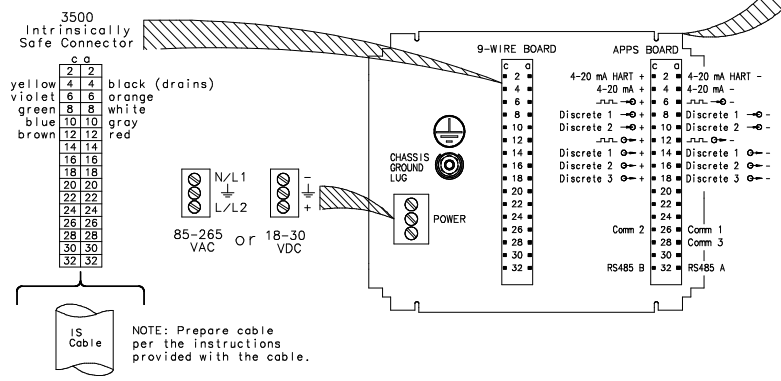 3500
Intrinsically
Safe Connector
c a
2 2
yellow 4 4 black (drains)
violet 6 6 orange
green 8 8 white
blue 10 10 gray
brown 12 12 red
14 14
16 16
18 18
20 20
22 22
24 24
26 26
28 28
30 30
32 32
IS
Cable
NOTE: Prepare cable
per the instructions
provided with the cable.
N/L1
L/L2
85-265
VAC
or
-
+
18-30
VDC
CHASSIS
GROUND
LUG
POWER
9-WIRE BOARD
c a
2
4
6
8
10
12
14
16
18
20
22
24
26
28
30
32
APPS BOARD
c a
4-20 mA HART + 2 4-20 mA HART -
4-20 mA + 4 4-20 mA -
+ 6 -
Discrete 1 + 8 Discrete 1 -
Discrete 2 + 10 Discrete 2 -
+ 12 -
Discrete 1 + 14 Discrete 1 -
Discrete 2 + 16 Discrete 2 -
Discrete 3 + 18 Discrete 3 -
20
22
24
Comm 2 26 Comm 1
28 Comm 3
30
RS485 B 32 RS485 A